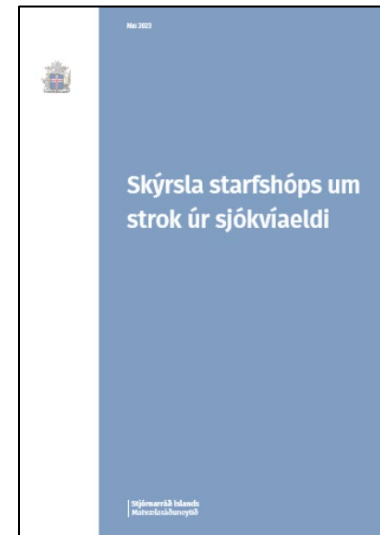 Maí 2023
Skýrsla starfshóps um
strok úr sjókvíaeldi
Stjórnarráð Íslands
Matvælaráðuneytið